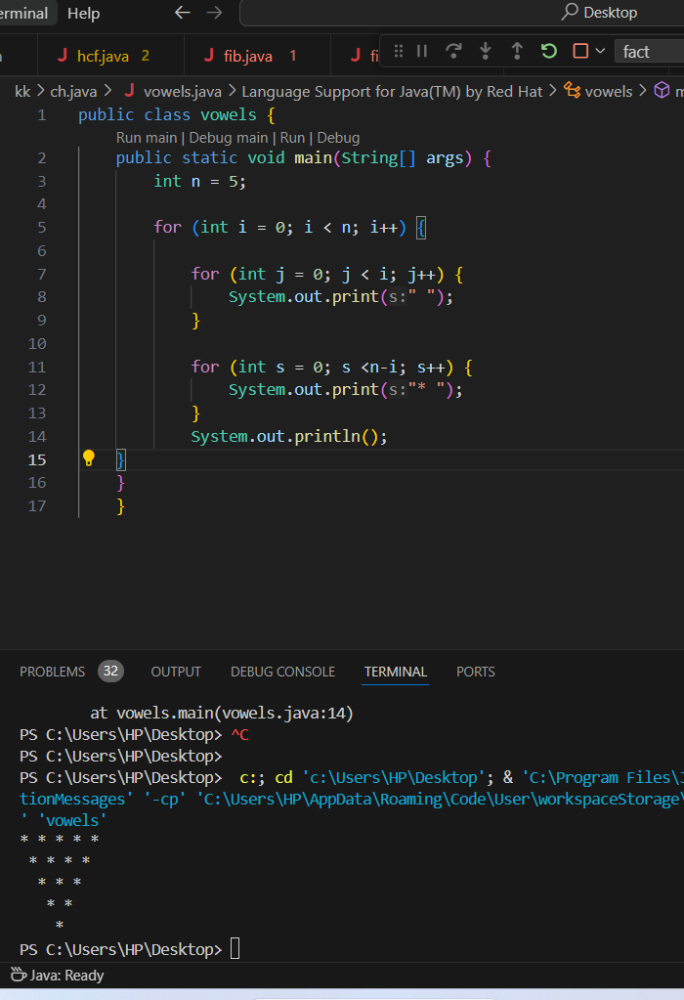 erminal Help Desktop
hcf.java 2 fib.java 1 fi fact
kk > ch.java > vowels.java > Language Support for Java(TM) by Red Hat > vowels > m
1 public class vowels {
Run main | Debug main | Run | Debug
2 public static void main(String[] args) {
3 int n = 5;
4
5 for (int i = 0; i < n; i++) {
6
7 for (int j = 0; j < i; j++) {
8 System.out.print(s:" ");
9 }
10
11 for (int s = 0; s <n-i; s++) {
12 System.out.print(s:"* ");
13 }
14 System.out.println();
15 }
16 }
17 }
PROBLEMS 32 OUTPUT DEBUG CONSOLE TERMINAL PORTS
at vowels.main(vowels.java:14)
PS C:\Users\HP\Desktop> ^C
PS C:\Users\HP\Desktop>
PS C:\Users\HP\Desktop> c:; cd 'c:\Users\HP\Desktop'; & 'C:\Program Files\
tionMessages' '-cp' 'C:\Users\HP\AppData\Roaming\Code\User\workspaceStorage\
' 'vowels'
* * * * *
 * * * *
  * * *
   * *
    *
PS C:\Users\HP\Desktop>
Java: Ready